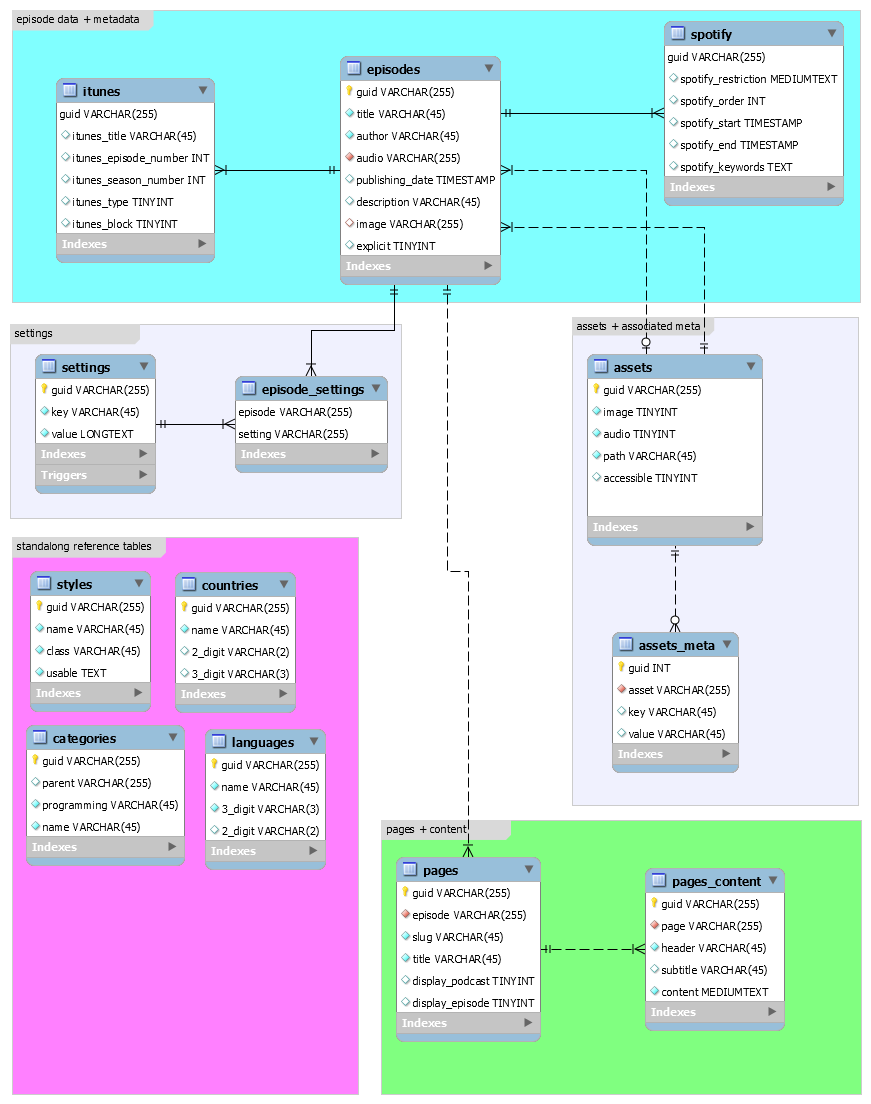 episode data + metadata
itunes
guid VARCHAR(255)
itunes_title VARCHAR(45)
itunes_episode_number INT
itunes_season_number INT
itunes_type TINYINT
itunes_block TINYINT
Indexes
episodes
guid VARCHAR(255)
title VARCHAR(45)
author VARCHAR(45)
audio VARCHAR(255)
publishing_date TIMESTAMP
description VARCHAR(45)
image VARCHAR(255)
explicit TINYINT
Indexes
spotify
guid VARCHAR(255)
spotify_restriction MEDIUMTEXT
spotify_order INT
spotify_start TIMESTAMP
spotify_end TIMESTAMP
spotify_keywords TEXT
Indexes
settings
settings
guid VARCHAR(255)
key VARCHAR(45)
value LONGTEXT
Indexes
Triggers
episode_settings
episode VARCHAR(255)
setting VARCHAR(255)
Indexes
assets + associated meta
assets
guid VARCHAR(255)
image TINYINT
audio TINYINT
path VARCHAR(45)
accessible TINYINT
Indexes
assets_meta
guid INT
asset VARCHAR(255)
key VARCHAR(45)
value VARCHAR(45)
Indexes
standalong reference tables
styles
guid VARCHAR(255)
name VARCHAR(45)
class VARCHAR(45)
usable TEXT
Indexes
countries
guid VARCHAR(255)
name VARCHAR(45)
2_digit VARCHAR(2)
3_digit VARCHAR(3)
Indexes
categories
guid VARCHAR(255)
parent VARCHAR(255)
programming VARCHAR(45)
name VARCHAR(45)
Indexes
languages
guid VARCHAR(255)
name VARCHAR(45)
3_digit VARCHAR(3)
2_digit VARCHAR(2)
Indexes
pages + content
pages
guid VARCHAR(255)
episode VARCHAR(255)
slug VARCHAR(45)
title VARCHAR(45)
display_podcast TINYINT
display_episode TINYINT
Indexes
pages_content
guid VARCHAR(255)
page VARCHAR(255)
header VARCHAR(45)
subtitle VARCHAR(45)
content MEDIUMTEXT
Indexes